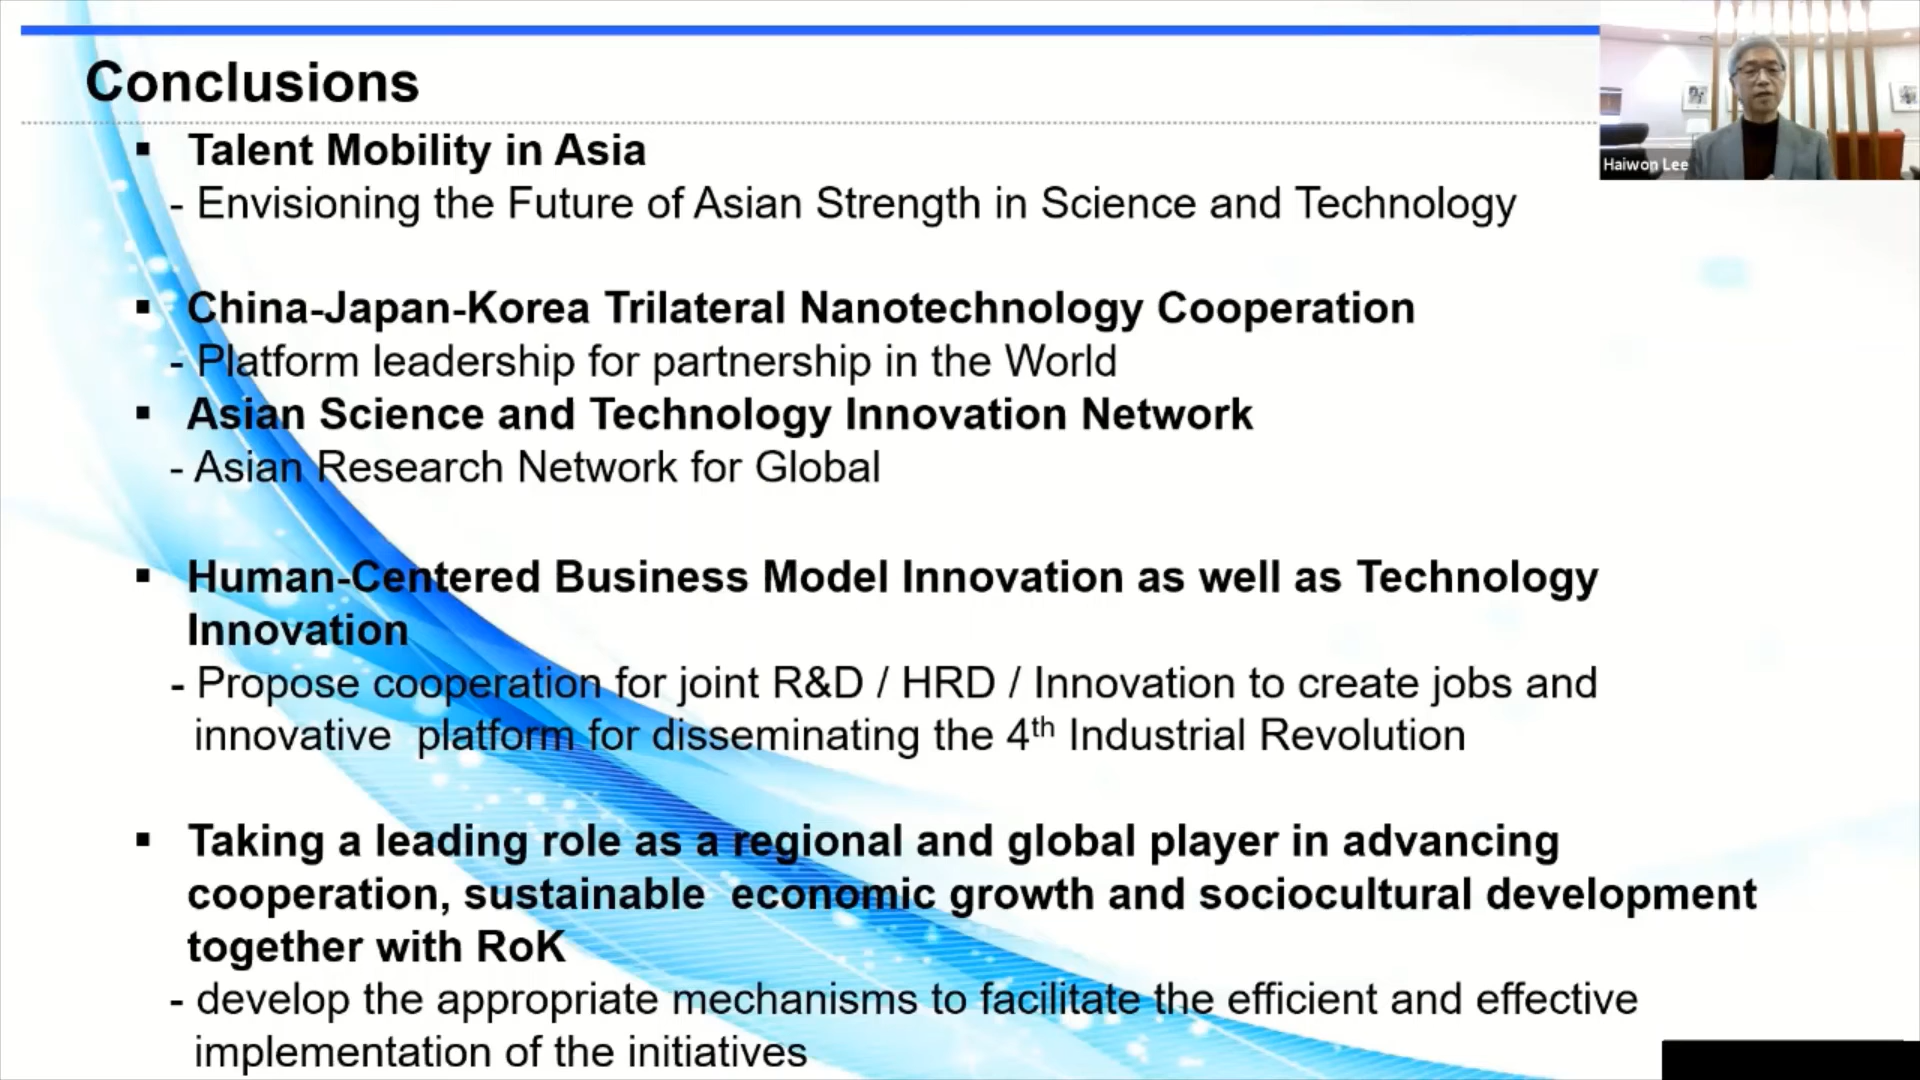 Conclusions
▪ Talent Mobility in Asia
- Envisioning the Future of Asian Strength in Science and Technology
▪ China-Japan-Korea Trilateral Nanotechnology Cooperation
- Platform leadership for partnership in the World
▪ Asian Science and Technology Innovation Network
- Asian Research Network for Global
▪ Human-Centered Business Model Innovation as well as Technology
Innovation
- Propose cooperation for joint R&D / HRD / Innovation to create jobs and
innovative platform for disseminating the 4th Industrial Revolution
▪ Taking a leading role as a regional and global player in advancing
cooperation, sustainable economic growth and sociocultural development
together with RoK
- develop the appropriate mechanisms to facilitate the efficient and effective
implementation of the initiatives
Haiwon Lee